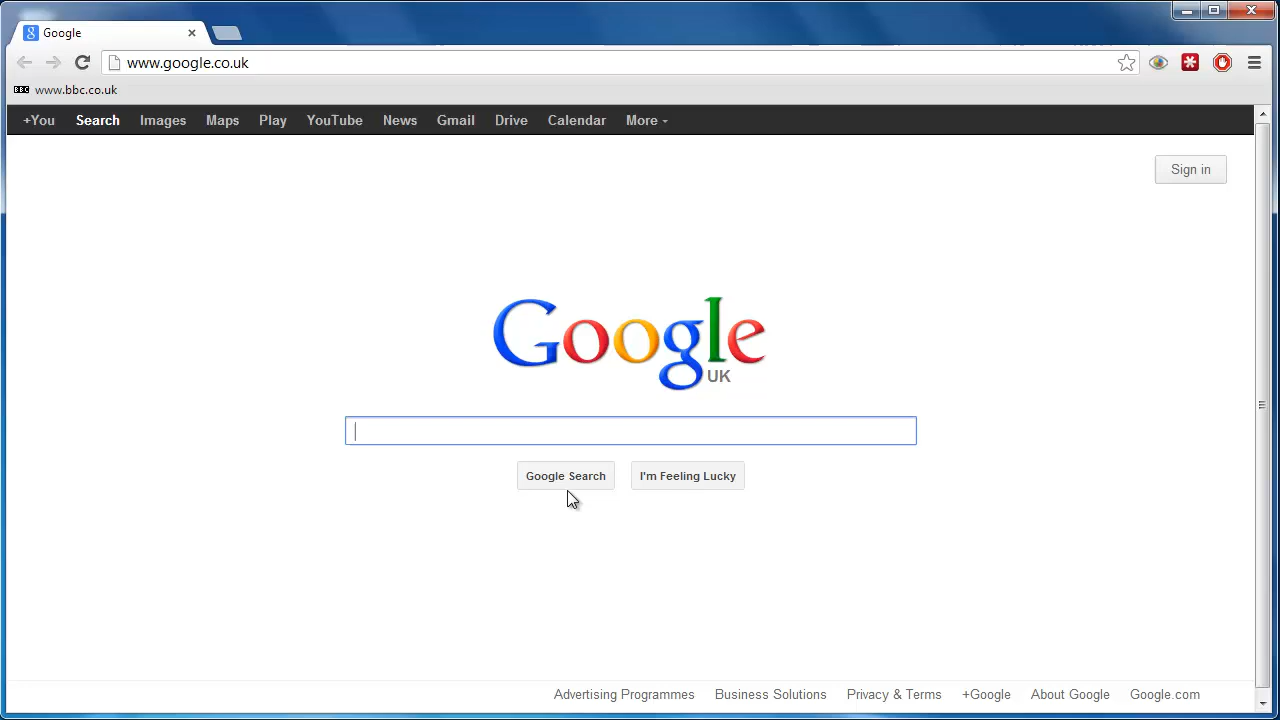 Google
www.google.co.uk
BBC www.bbc.co.uk
+You Search Images Maps Play YouTube News Gmail Drive Calendar More
Sign in
Google
UK
Google Search I'm Feeling Lucky
Advertising Programmes Business Solutions Privacy & Terms +Google About Google Google.com